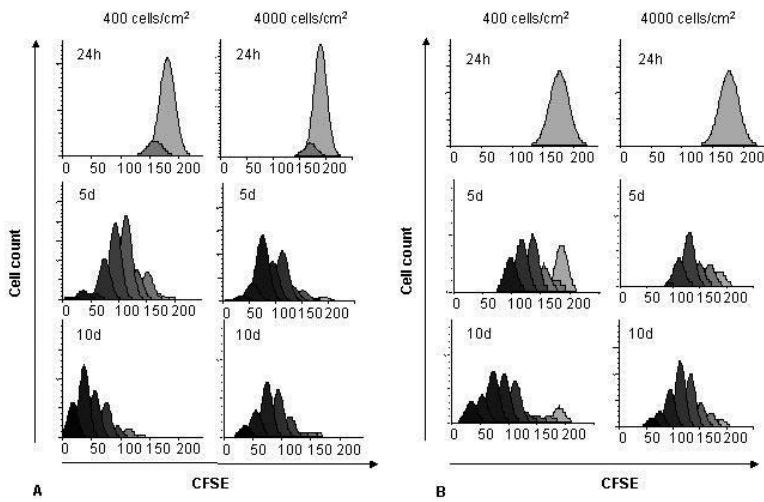 400 cells/cm² 4000 cells/cm² 400 cells/cm² 4000 cells/cm²
24h 24h 24h 24h
0 50 100 150 200 0 50 100 150 200 0 50 100 150 200 0 50 100 150 200
5d 5d 5d 5d
Cell count Cell count
0 50 100 150 200 0 50 100 150 200 0 50 100 150 200 0 50 100 150 200
10d 10d 10d 10d
0 50 100 150 200 0 50 100 150 200 0 50 100 150 200 0 50 100 150 200
A CFSE B CFSE